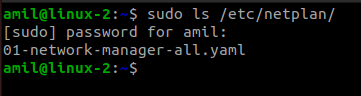 amil@linux-2:~$ sudo ls /etc/netplan/
[sudo] password for amil:
01-network-manager-all.yaml
amil@linux-2:~$